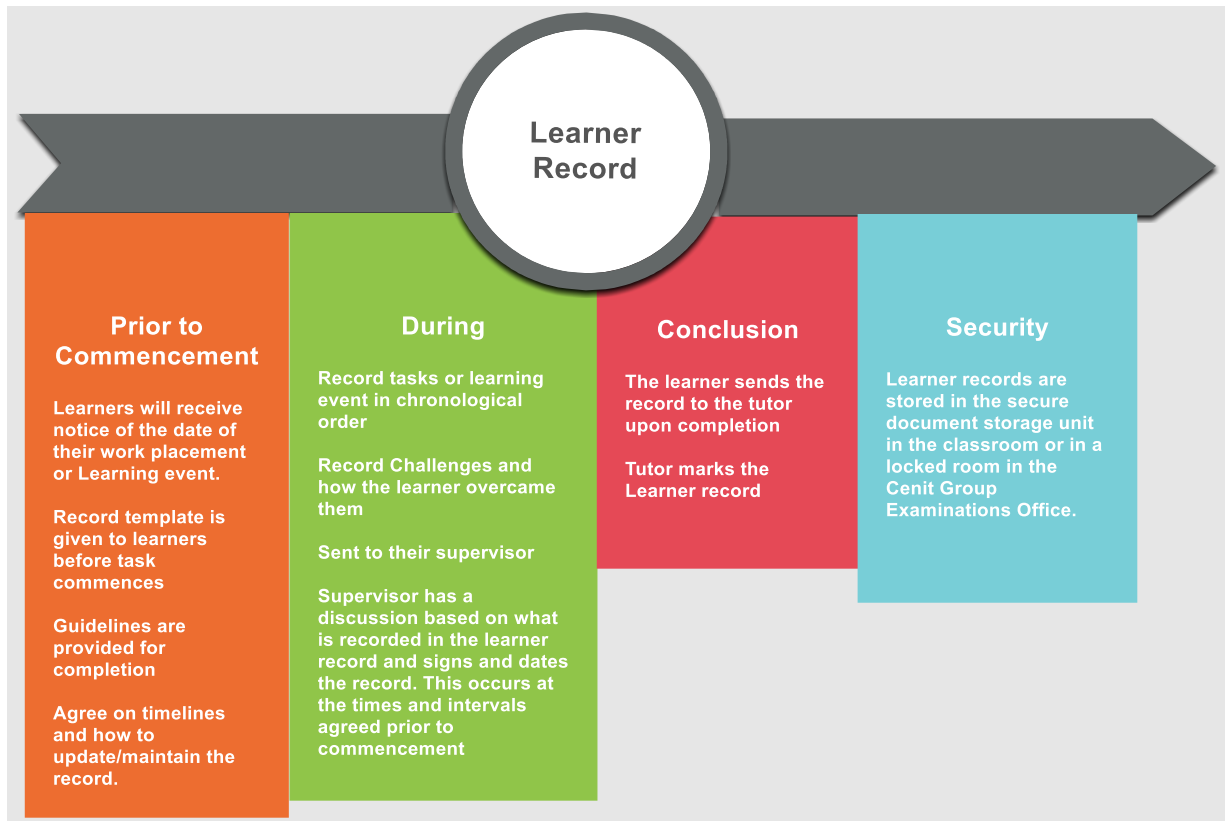 Learner
Record
Prior to
Commencement
Learners will receive
notice of the date of
their work placement
or Learning event.
Record template is
given to learners
before task
commences
Guidelines are
provided for
completion
Agree on timelines
and how to
update/maintain the
record.
During
Record tasks or learning
event in chronological
order
Record Challenges and
how the learner overcame
them
Sent to their supervisor
Supervisor has a
discussion based on what
is recorded in the learner
record and signs and dates
the record. This occurs at
the times and intervals
agreed prior to
commencement
Conclusion
The learner sends the
record to the tutor
upon completion
Tutor marks the
Learner record
Security
Learner records are
stored in the secure
document storage unit
in the classroom or in a
locked room in the
Cenit Group
Examinations Office.